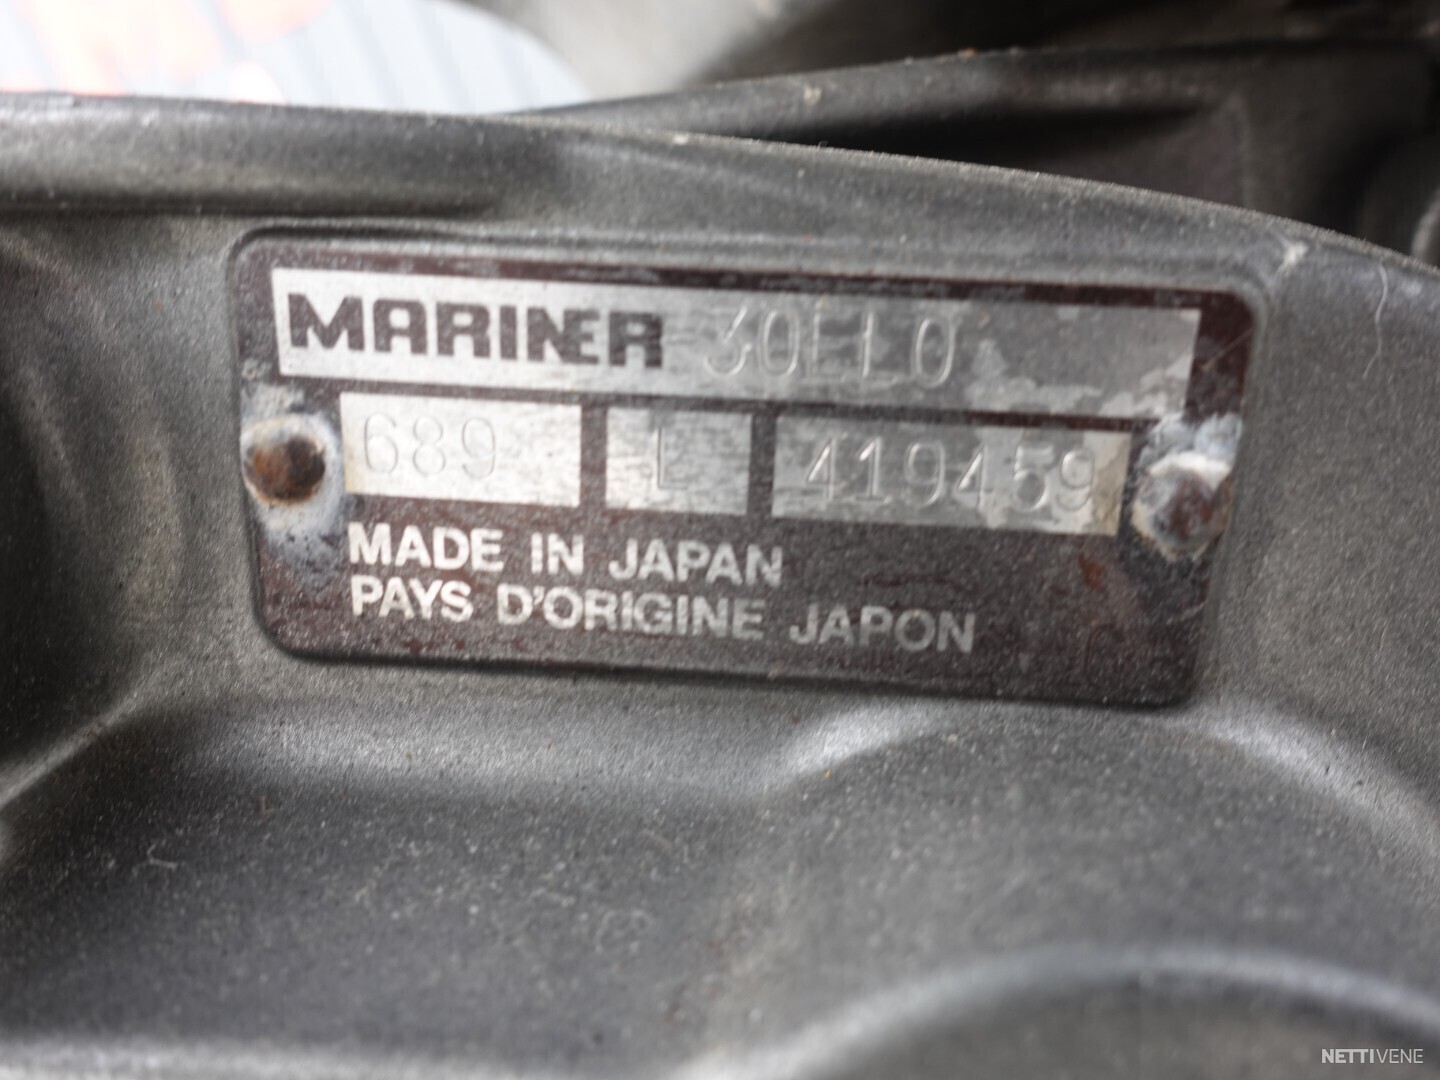 MARINER 30ELO
689 L 419459
MADE IN JAPAN
PAYS D'ORIGINE JAPON
NETTIVENE